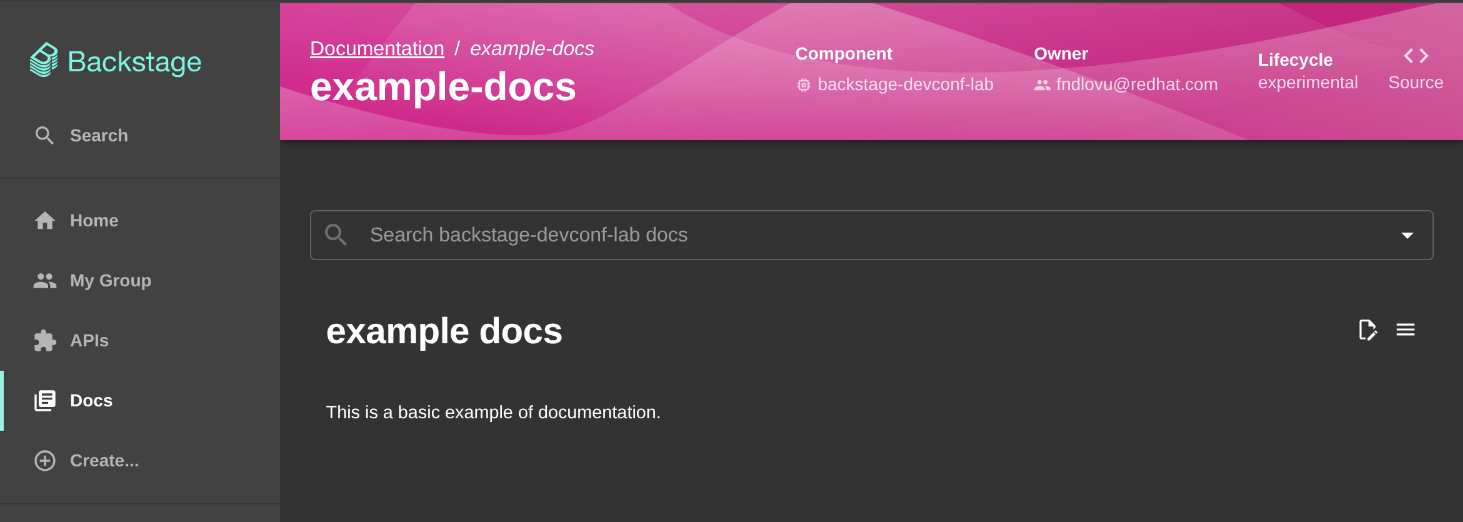 Backstage
Search
Home
My Group
APIs
Docs
Create...
Documentation / example-docs
example-docs
Component
backstage-devconf-lab
Owner
fndlovu@redhat.com
Lifecycle
experimental
Source
Search backstage-devconf-lab docs
example docs
This is a basic example of documentation.